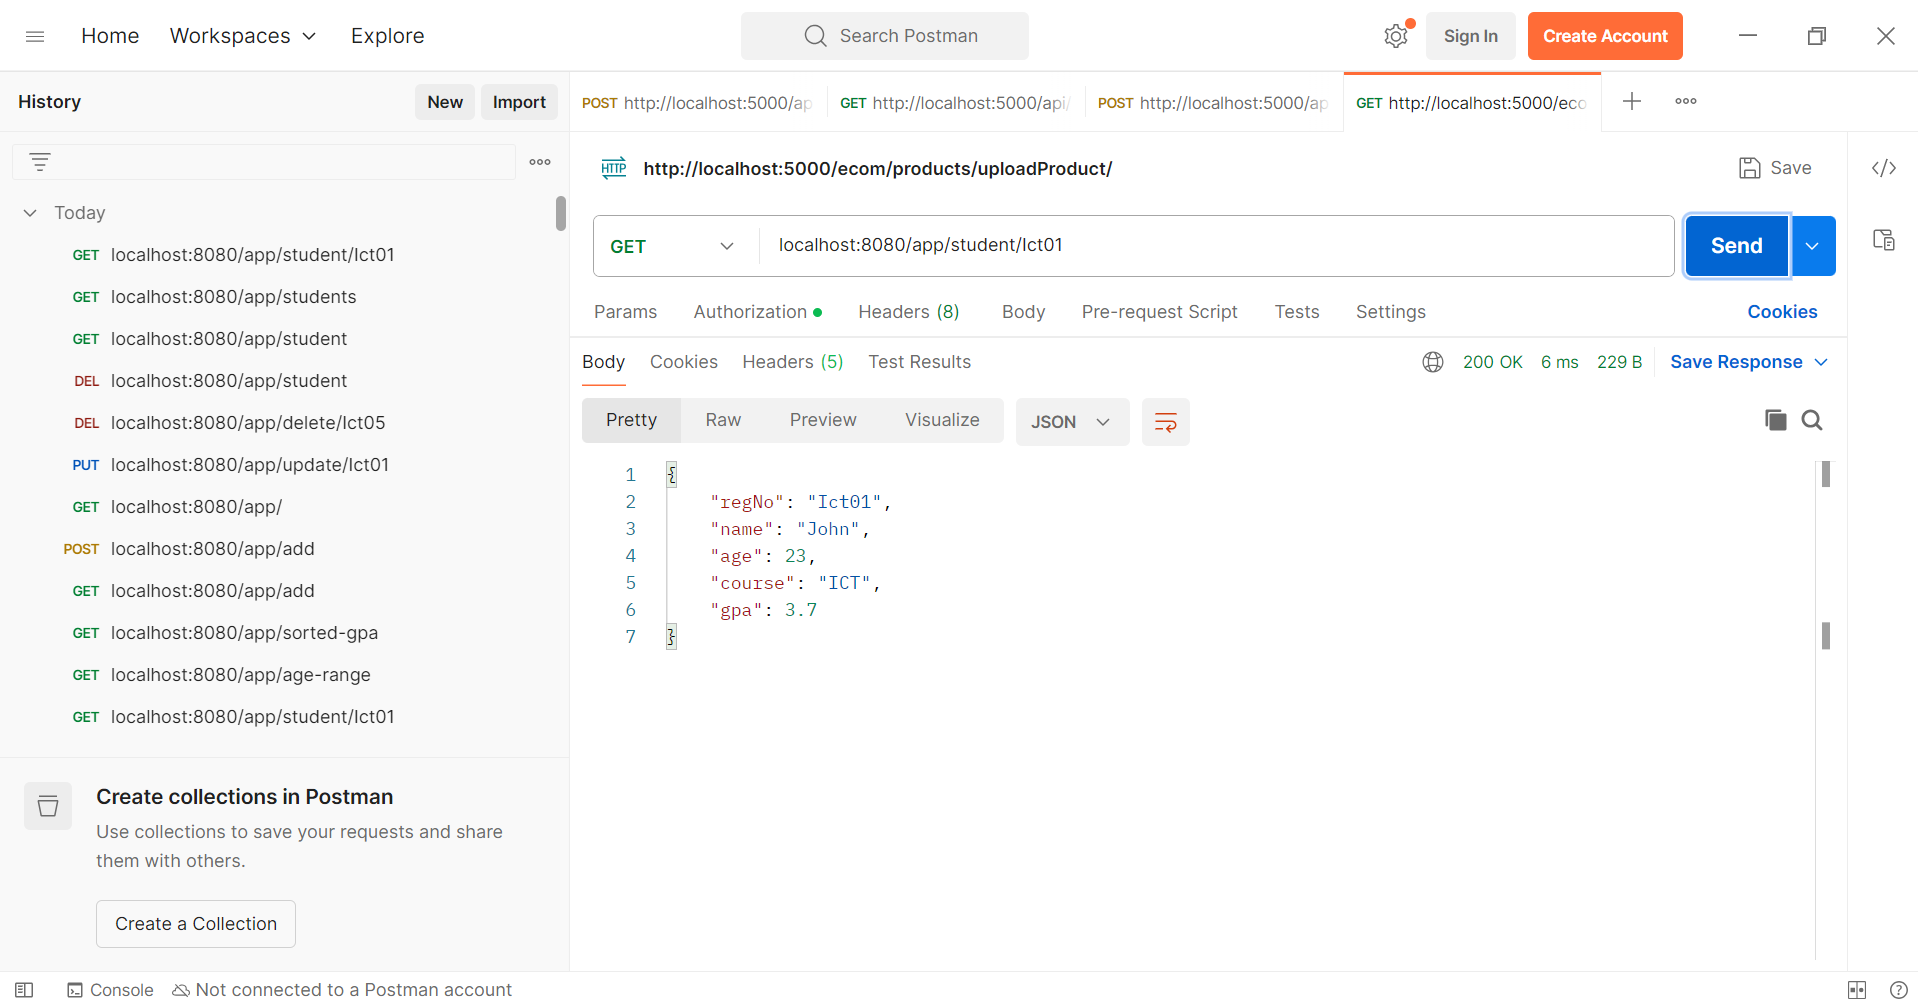 Home Workspaces Explore Search Postman Sign In Create Account
History New Import
POST http://localhost:5000/ap GET http://localhost:5000/api/ POST http://localhost:5000/ap GET http://localhost:5000/eco
HTTP http://localhost:5000/ecom/products/uploadProduct/ Save
Today
GET localhost:8080/app/student/Ict01
GET localhost:8080/app/students
GET localhost:8080/app/student
DEL localhost:8080/app/student
DEL localhost:8080/app/delete/Ict05
PUT localhost:8080/app/update/Ict01
GET localhost:8080/app/
POST localhost:8080/app/add
GET localhost:8080/app/add
GET localhost:8080/app/sorted-gpa
GET localhost:8080/app/age-range
GET localhost:8080/app/student/Ict01
Create collections in Postman
Use collections to save your requests and share
them with others.
Create a Collection
GET localhost:8080/app/student/Ict01 Send
Params Authorization Headers (8) Body Pre-request Script Tests Settings Cookies
Body Cookies Headers (5) Test Results 200 OK 6 ms 229 B Save Response
Pretty Raw Preview Visualize JSON
1 {
2 "regNo": "Ict01",
3 "name": "John",
4 "age": 23,
5 "course": "ICT",
6 "gpa": 3.7
7 }
Console Not connected to a Postman account